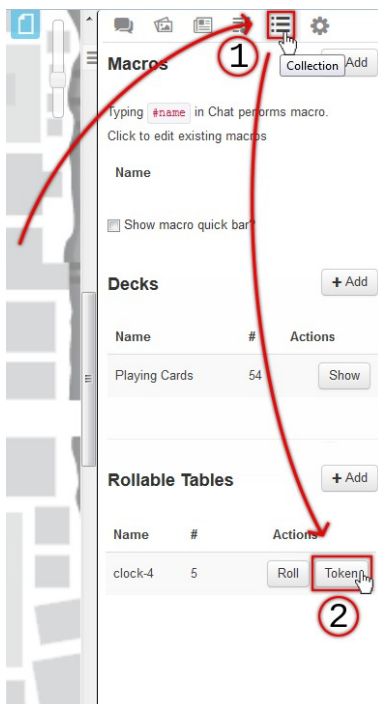 1
Macros
Add
Collection
Typing #name in Chat performs macro.
Click to edit existing macros
Name
Show macro quick bar?
Decks
+ Add
Name # Actions
Playing Cards 54 Show
Rollable Tables
+ Add
Name # Actions
clock-4 5 Roll Token
2